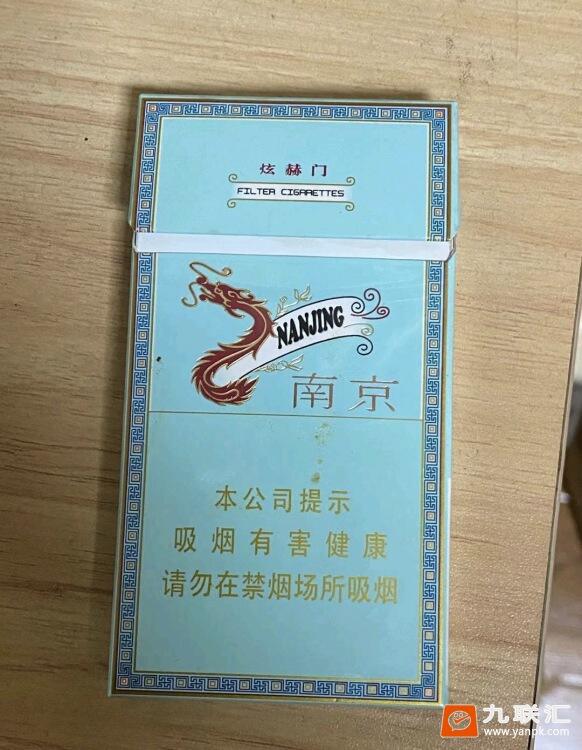 炫赫门
FILTER CIGARETTES
NANJING
南京
本公司提示
吸烟有害健康
请勿在禁烟场所吸烟
九联汇
www.yanpk.com